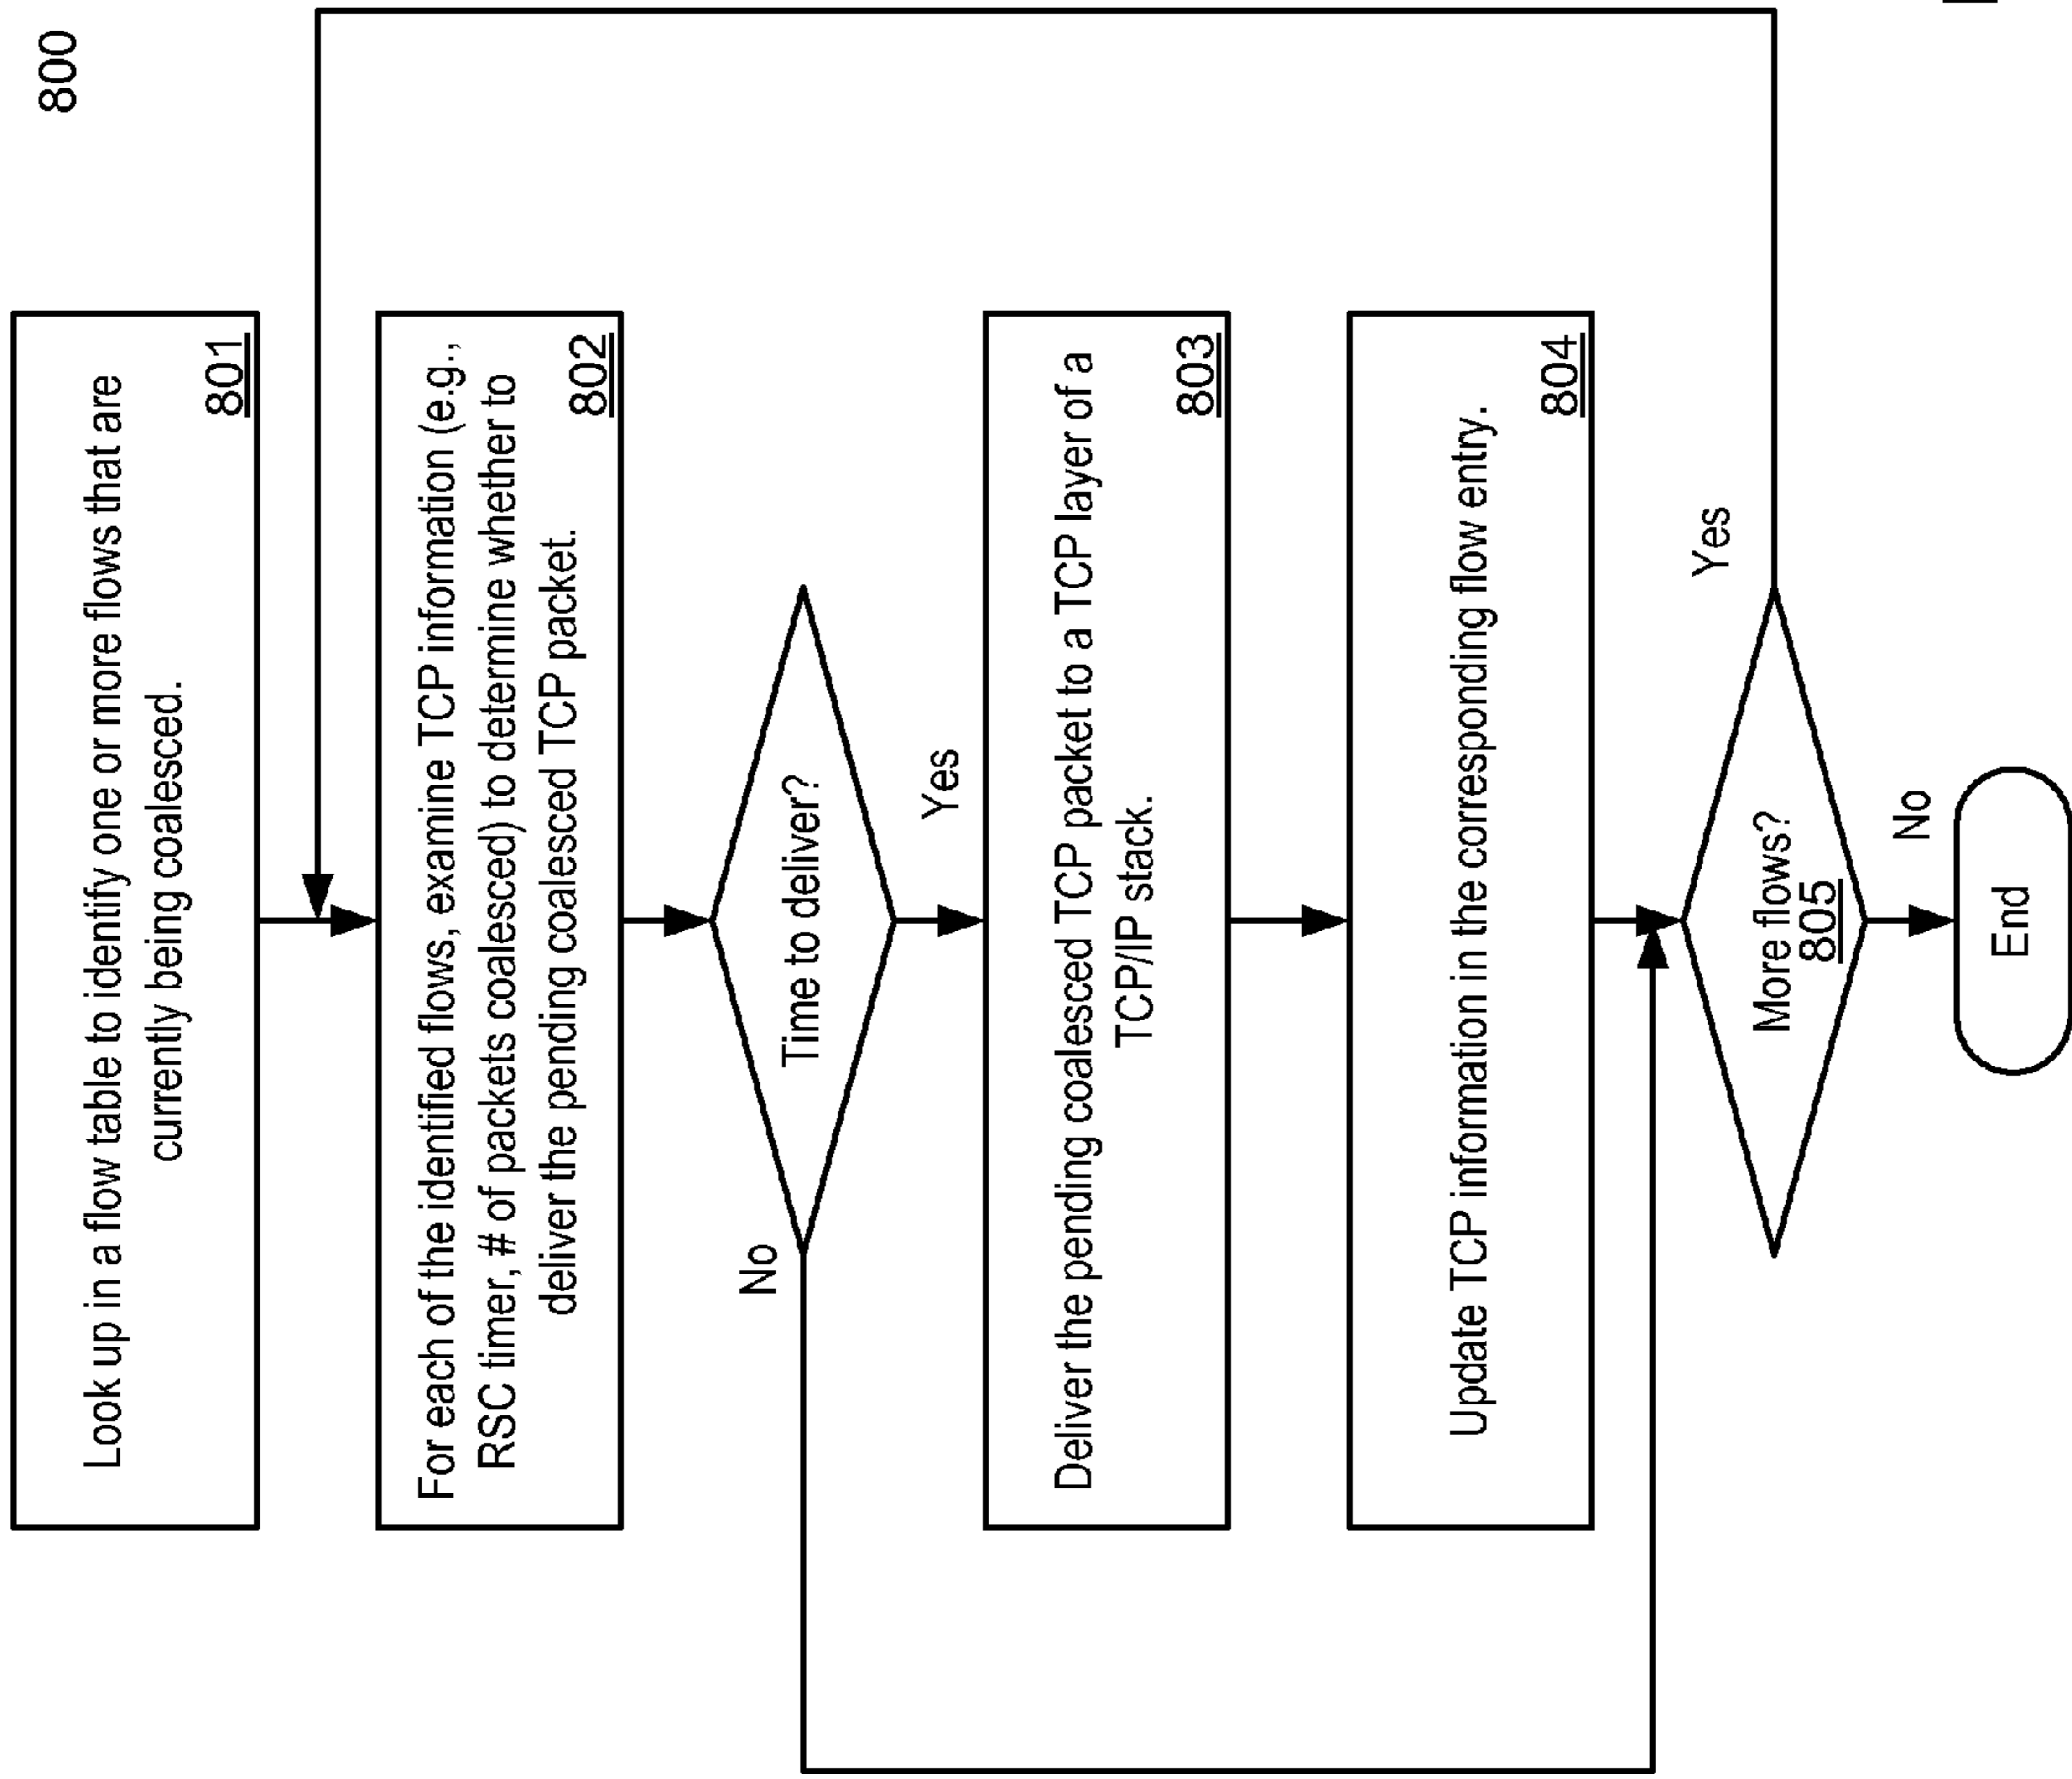 800
Look up in a flow table to identify one or more flows that are
currently being coalesced.
801
For each of the identified flows, examine TCP information (e.g.,
RSC timer, # of packets coalesced) to determine whether to
deliver the pending coalesced TCP packet.
802
Time to deliver?
No
Yes
Deliver the pending coalesced TCP packet to a TCP layer of a
TCP/IP stack.
803
Update TCP information in the corresponding flow entry.
804
More flows?
805
Yes
No
End